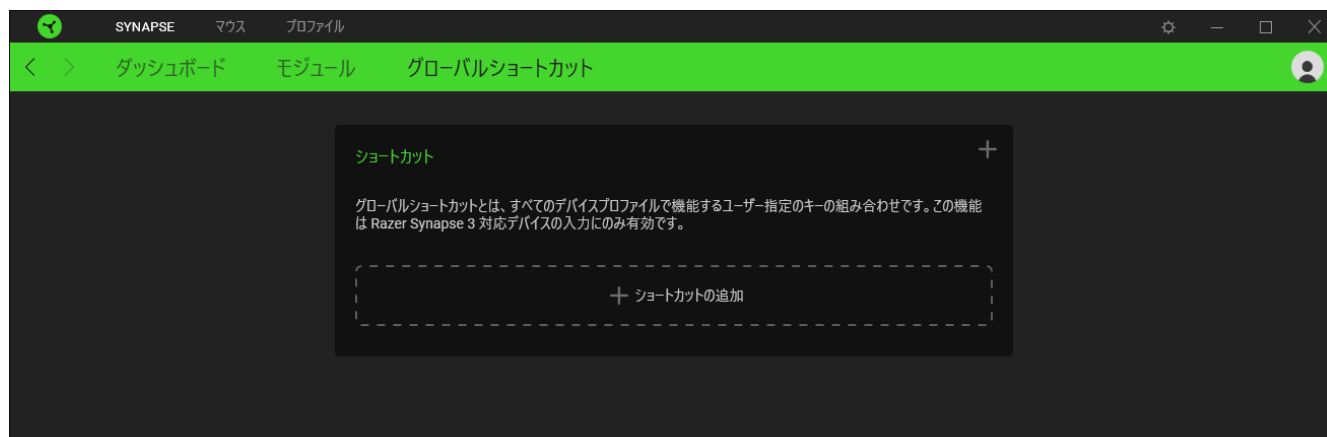 SYNAPSE マウス プロファイル
ダッシュボード モジュール グローバルショートカット
ショートカット
グローバルショートカットとは、すべてのデバイスプロファイルで機能するユーザー指定のキーの組み合わせです。この機能
は Razer Synapse 3 対応デバイスの入力にのみ有効です。
ショートカットの追加